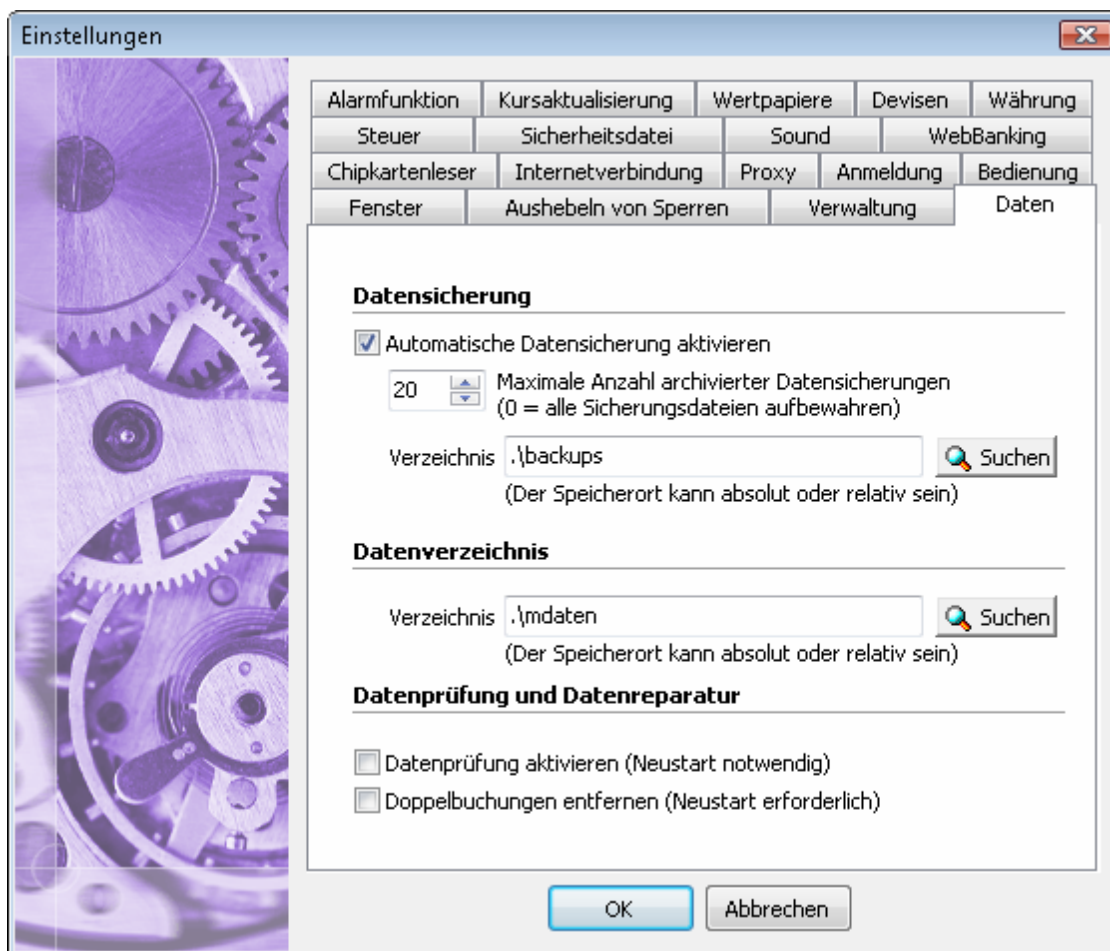 Einstellungen
Alarmfunktion Kursaktualisierung Wertpapiere Devisen Währung
Steuer Sicherheitsdatei Sound WebBanking
Chipkartenleser Internetverbindung Proxy Anmeldung Bedienung
Fenster Aushebeln von Sperren Verwaltung Daten
Datensicherung
Automatische Datensicherung aktivieren
20 Maximale Anzahl archivierter Datensicherungen
(0 = alle Sicherungsdateien aufbewahren)
Verzeichnis .\backups Suchen
(Der Speicherort kann absolut oder relativ sein)
Datenverzeichnis
Verzeichnis .\mdaten Suchen
(Der Speicherort kann absolut oder relativ sein)
Datenprüfung und Datenreparatur
Datenprüfung aktivieren (Neustart notwendig)
Doppelbuchungen entfernen (Neustart erforderlich)
OK Abbrechen